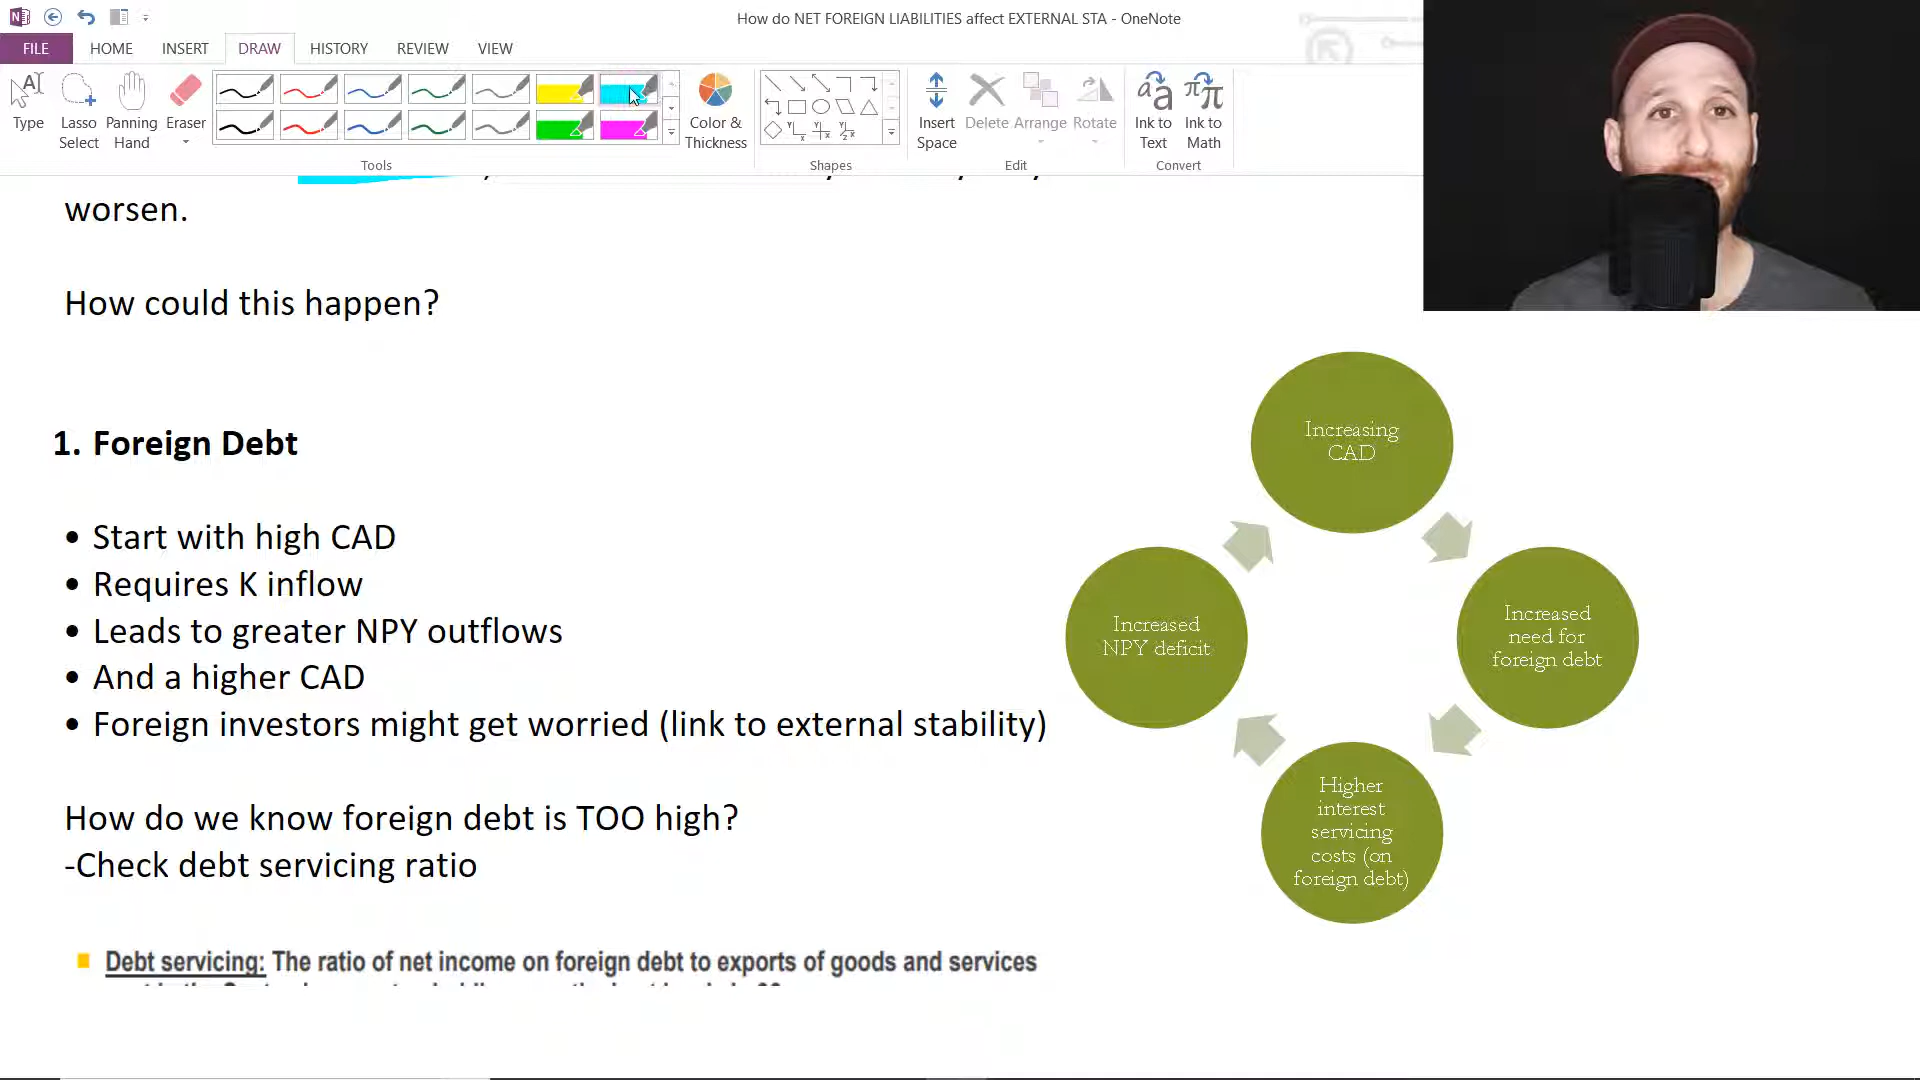 How do NET FOREIGN LIABILITIES affect EXTERNAL STA - OneNote
FILE
HOME
INSERT
DRAW
HISTORY
REVIEW
VIEW
Type
Lasso
Select
Panning
Hand
Eraser
Color &
Thickness
Insert
Space
Delete
Arrange
Rotate
Ink to
Text
Ink to
Math
Tools
Shapes
Edit
Convert
worsen.
How could this happen?
1. Foreign Debt
• Start with high CAD
• Requires K inflow
• Leads to greater NPY outflows
• And a higher CAD
• Foreign investors might get worried (link to external stability)
How do we know foreign debt is TOO high?
-Check debt servicing ratio
Debt servicing: The ratio of net income on foreign debt to exports of goods and services
Increasing
CAD
Increased
need for
foreign debt
Higher
interest
servicing
costs (on
foreign debt)
Increased
NPY deficit